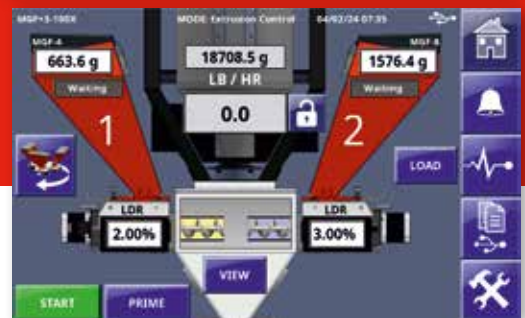 MGF+3-100X
MODE: Extrusion Control
04/02/24 07:35
MGF-A
663.6 g
Waiting
18708.5 g
LB / HR
0.0
MGF-B
1576.4 g
Waiting
1
2
LOAD
LDR
2.00%
LDR
3.00%
VIEW
START
PRIME